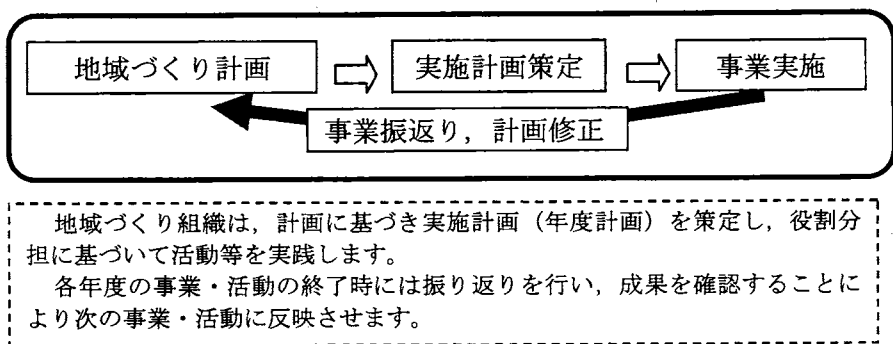 地域づくり計画
実施計画策定
事業実施
事業振返り，計画修正
地域づくり組織は，計画に基づき実施計画（年度計画）を策定し，役割分
担に基づいて活動等を実践します。
各年度の事業・活動の終了時には振り返りを行い，成果を確認することに
より次の事業・活動に反映させます。